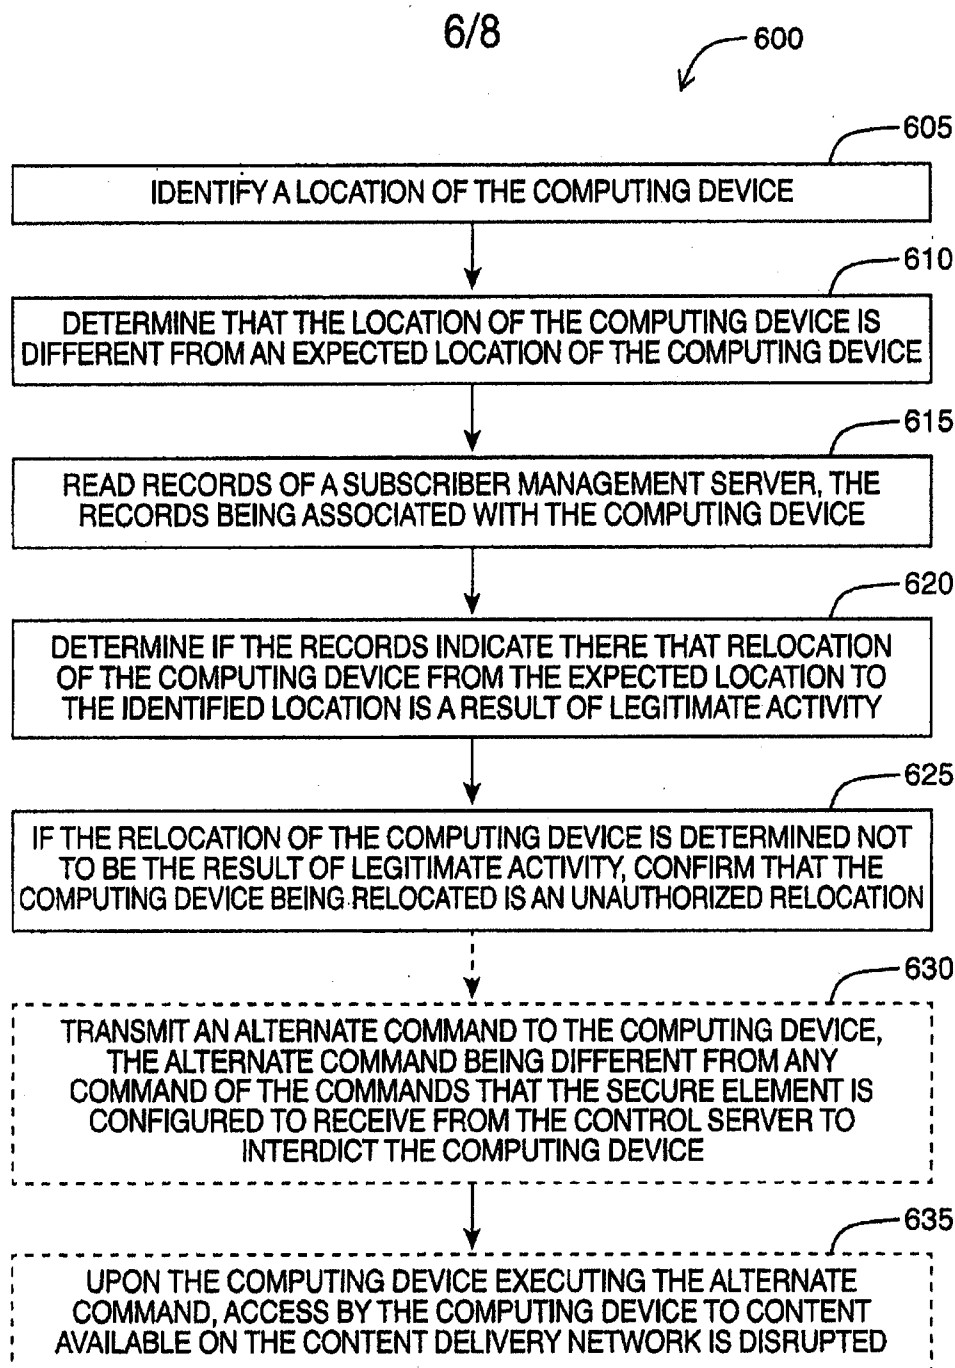 6/8
600
605
IDENTIFY A LOCATION OF THE COMPUTING DEVICE
610
DETERMINE THAT THE LOCATION OF THE COMPUTING DEVICE IS
DIFFERENT FROM AN EXPECTED LOCATION OF THE COMPUTING DEVICE
615
READ RECORDS OF A SUBSCRIBER MANAGEMENT SERVER, THE
RECORDS BEING ASSOCIATED WITH THE COMPUTING DEVICE
620
DETERMINE IF THE RECORDS INDICATE THERE THAT RELOCATION
OF THE COMPUTING DEVICE FROM THE EXPECTED LOCATION TO
THE IDENTIFIED LOCATION IS A RESULT OF LEGITIMATE ACTIVITY
625
IF THE RELOCATION OF THE COMPUTING DEVICE IS DETERMINED NOT
TO BE THE RESULT OF LEGITIMATE ACTIVITY, CONFIRM THAT THE
COMPUTING DEVICE BEING RELOCATED IS AN UNAUTHORIZED RELOCATION
630
TRANSMIT AN ALTERNATE COMMAND TO THE COMPUTING DEVICE,
THE ALTERNATE COMMAND BEING DIFFERENT FROM ANY
COMMAND OF THE COMMANDS THAT THE SECURE ELEMENT IS
CONFIGURED TO RECEIVE FROM THE CONTROL SERVER TO
INTERDICT THE COMPUTING DEVICE
635
UPON THE COMPUTING DEVICE EXECUTING THE ALTERNATE
COMMAND, ACCESS BY THE COMPUTING DEVICE TO CONTENT
AVAILABLE ON THE CONTENT DELIVERY NETWORK IS DISRUPTED